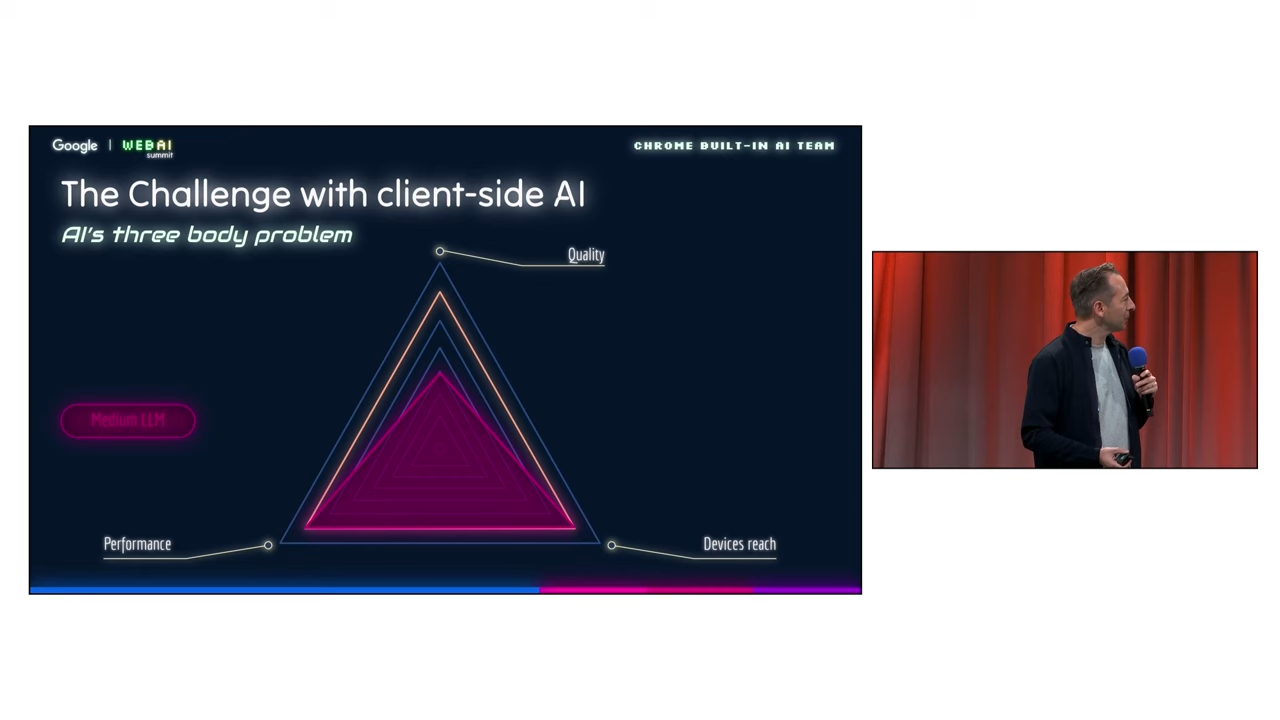 Google | WEBAI
summit
CHROME BUILT-IN AI TEAM
The Challenge with client-side AI
AI's three body problem
Quality
Medium LLM
Performance
Devices reach